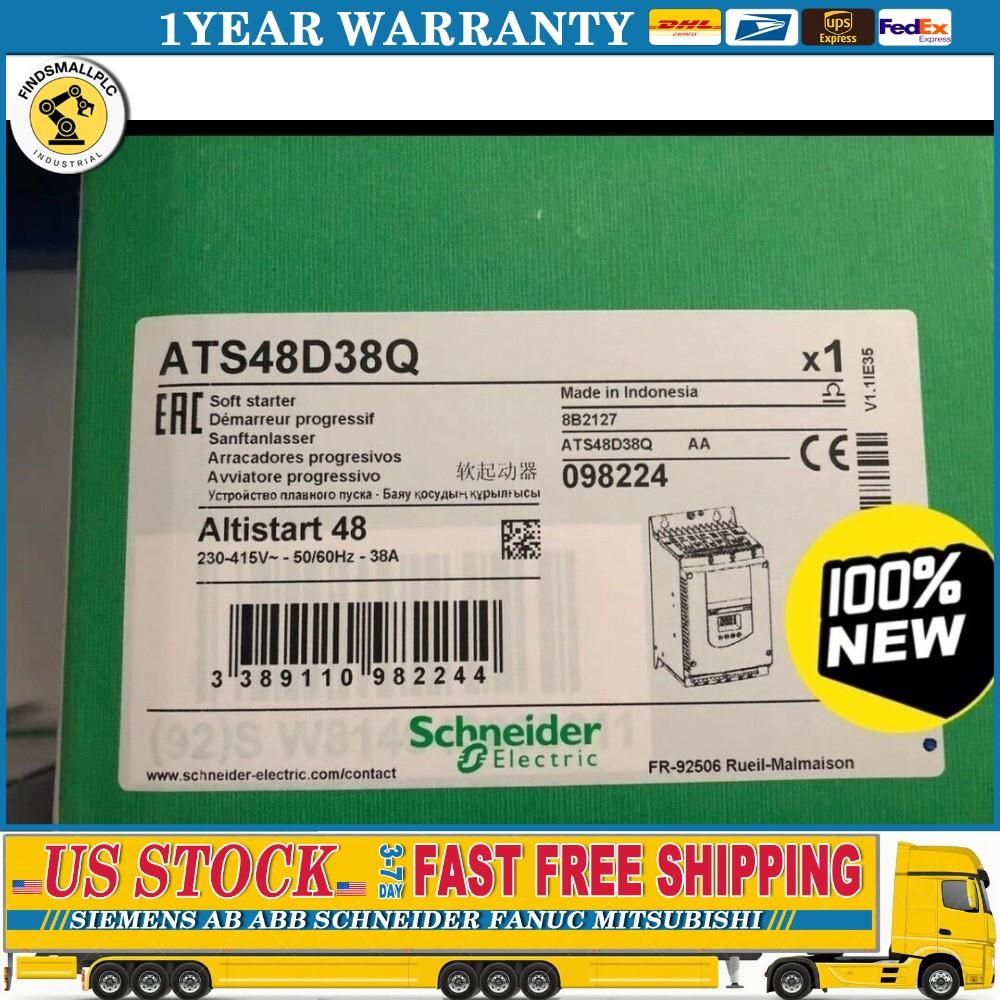 1YEAR WARRANTY
DHL
EXPRESS
ups
Express
FedEx
Express
FINDSMALLPLC
INDUSTRIAL
ATS48D38Q
x1
V1.1IE35
EAC
Soft starter
Démarreur progressif
Sanftanlasser
Arracadores progresivos
Avviatore progressivo
软起动器
Устройство плавного пуска - Баяу қосудың құрылғысы
Made in Indonesia
8B2127
ATS48D38Q AA
098224
CE
Altistart 48
230-415V~ - 50/60Hz - 38A
3 389110 982244
100%
NEW
Schneider
Electric
www.schneider-electric.com/contact
FR-92506 Rueil-Malmaison
US STOCK
3-7
DAY
FAST FREE SHIPPING
SIEMENS AB ABB SCHNEIDER FANUC MITSUBISHI